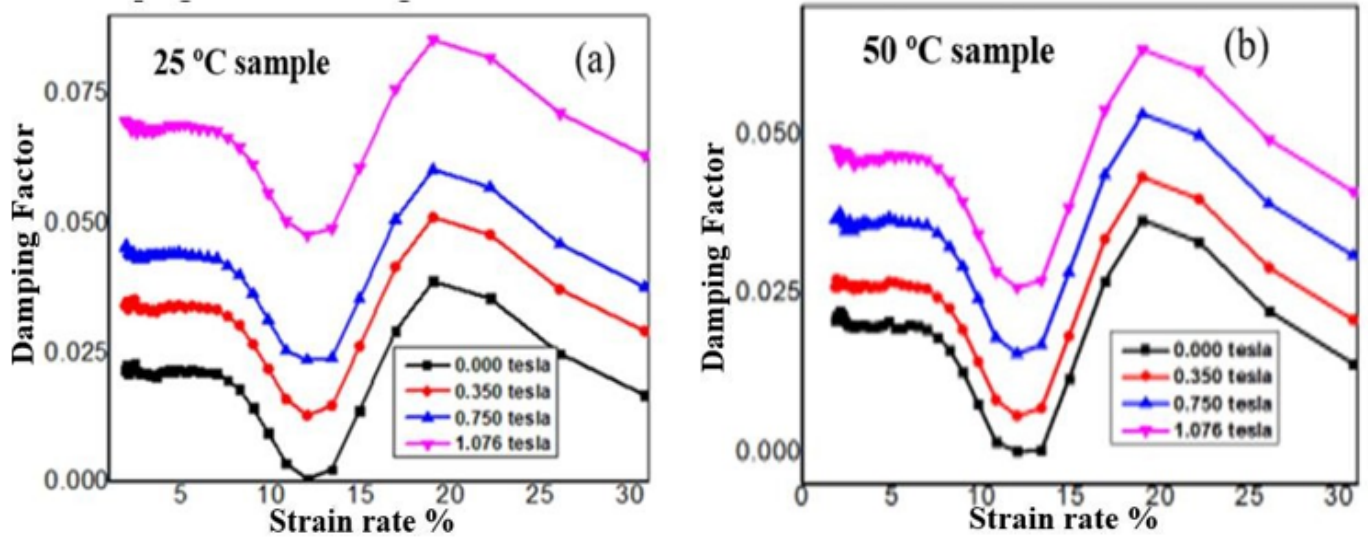 25 ºC sample
(a)
Damping Factor
0.075
0.050
0.025
0.000
0.000 tesla
0.350 tesla
0.750 tesla
1.076 tesla
5 10 15 20 25 30
Strain rate %
50 ºC sample
(b)
Damping Factor
0.050
0.025
0.000
0.000 tesla
0.350 tesla
0.750 tesla
1.076 tesla
0 5 10 15 20 25 30
Strain rate %